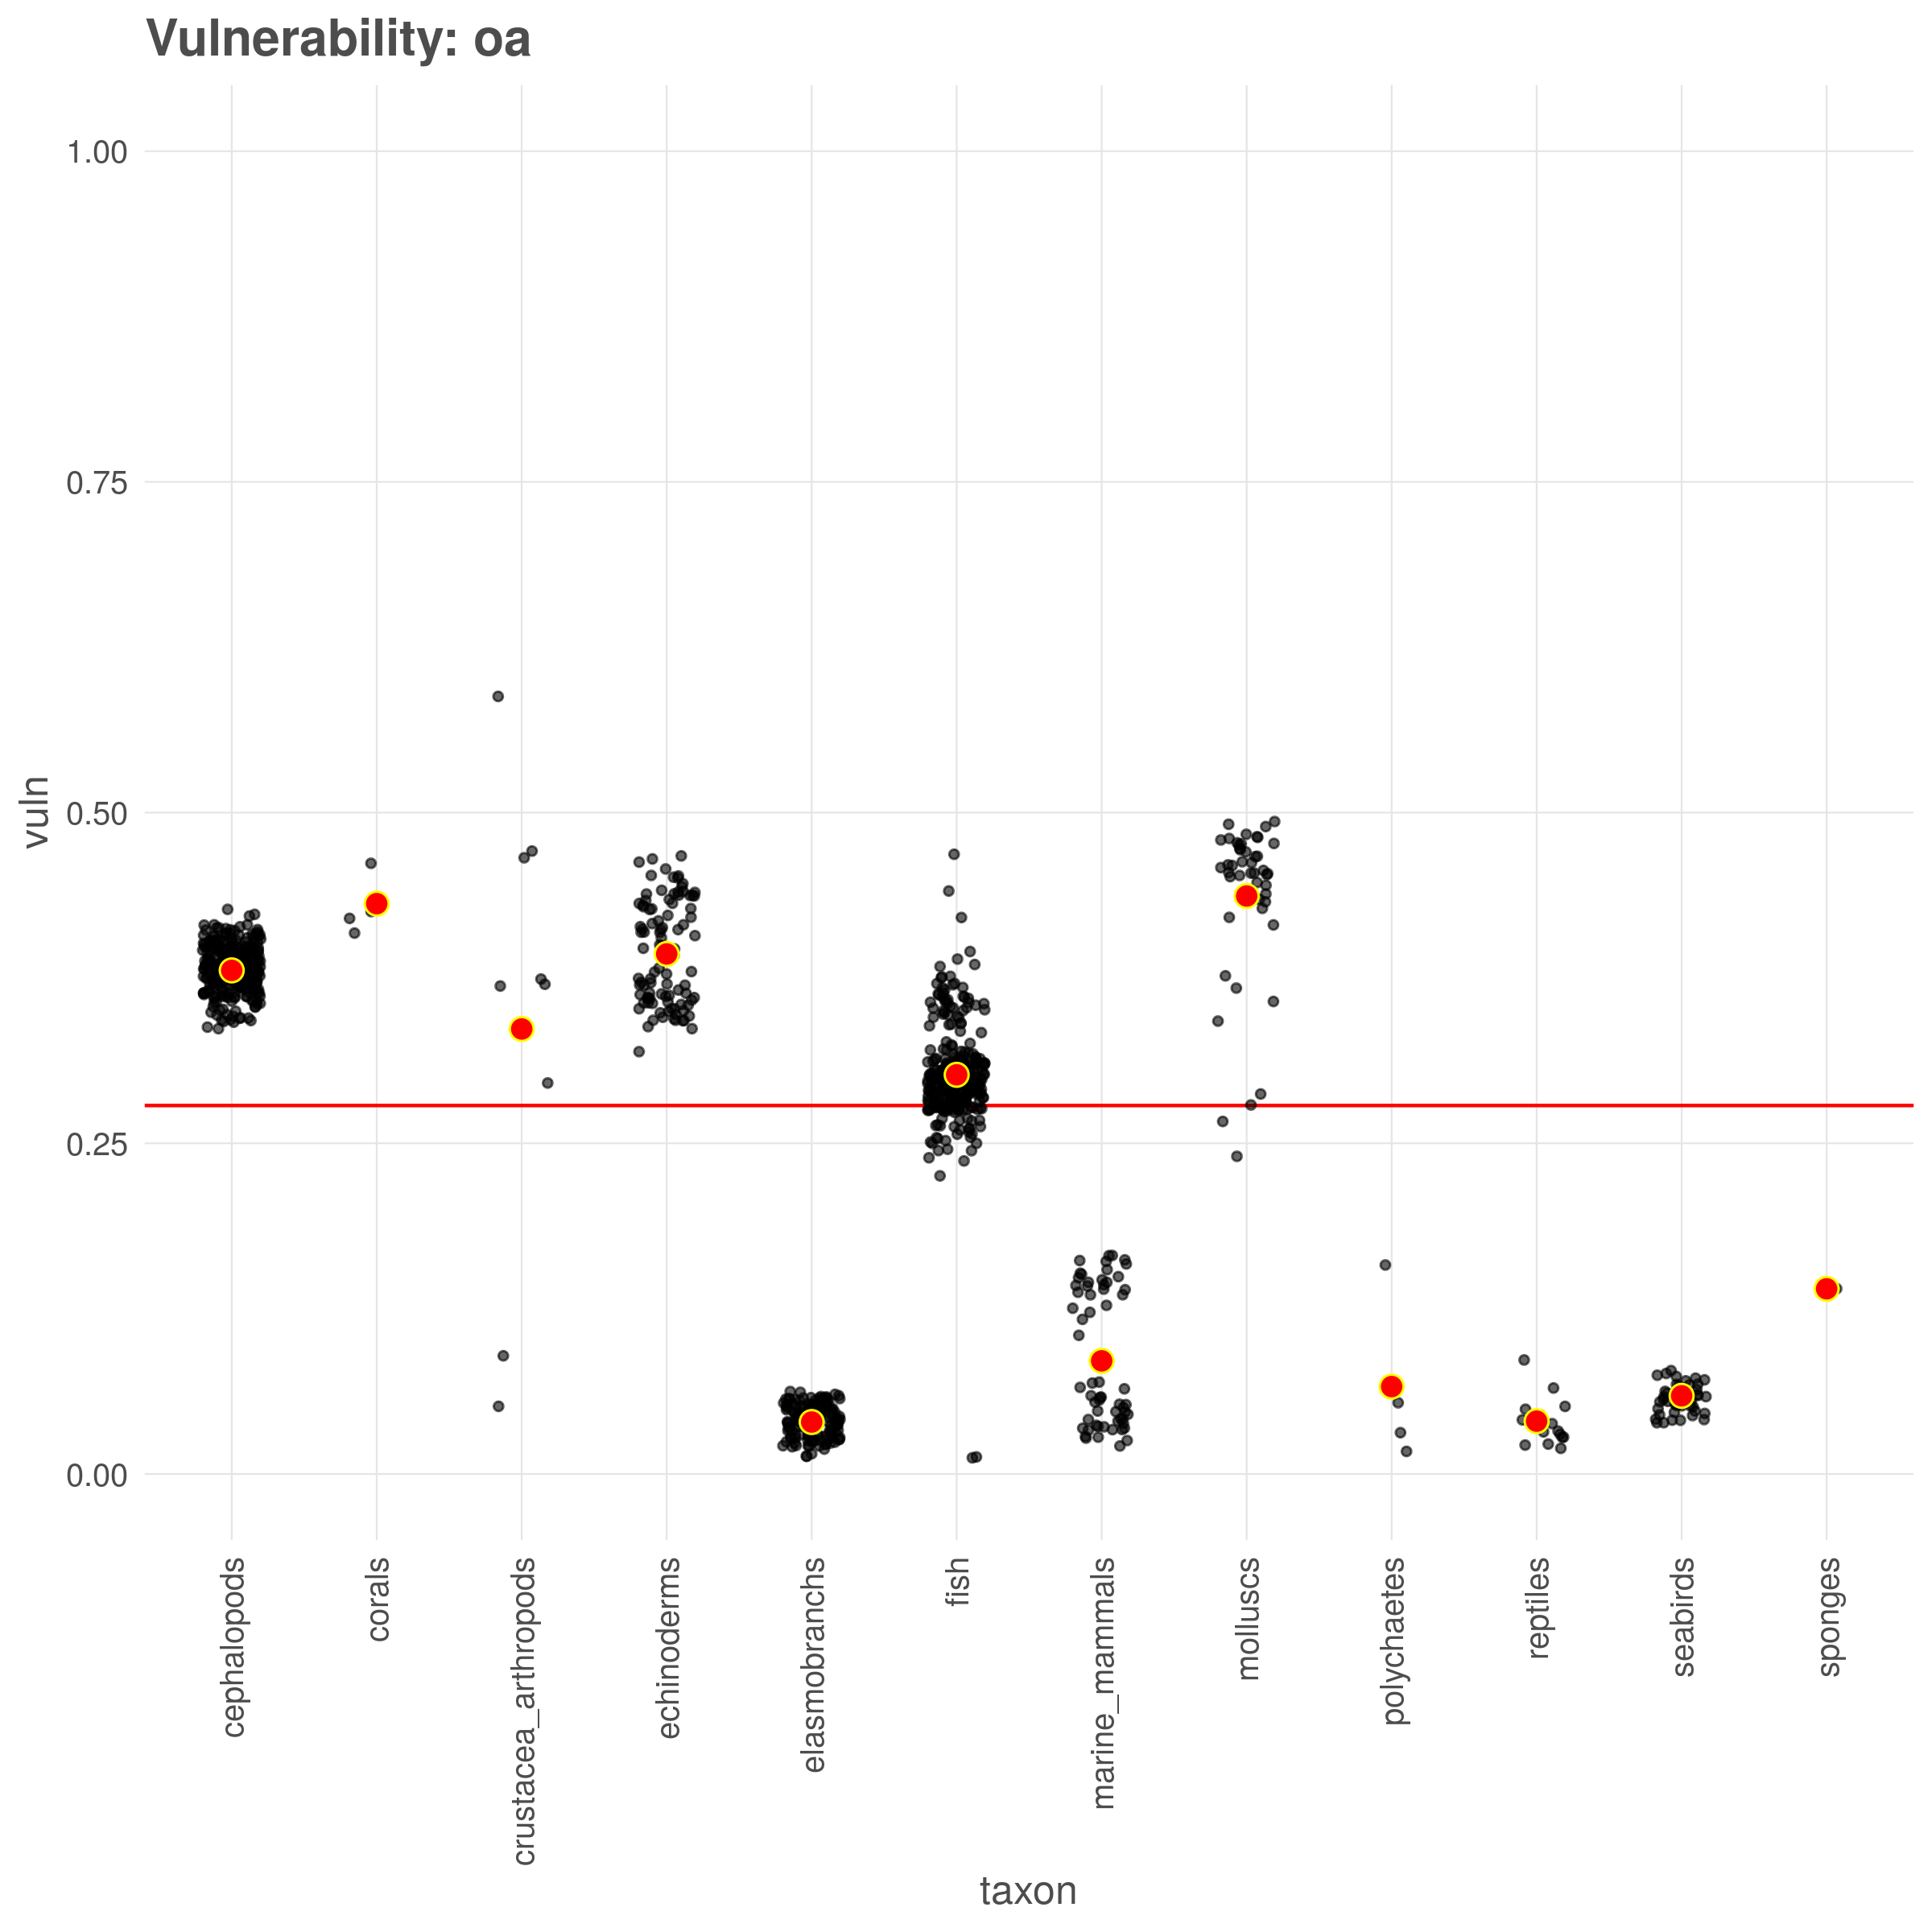 Vulnerability: oa
vuln
1.00
0.75
0.50
0.25
0.00
cephalopods
corals
crustacea_arthropods
echinoderms
elasmobranchs
fish
marine_mammals
molluscs
polychaetes
reptiles
seabirds
sponges
taxon